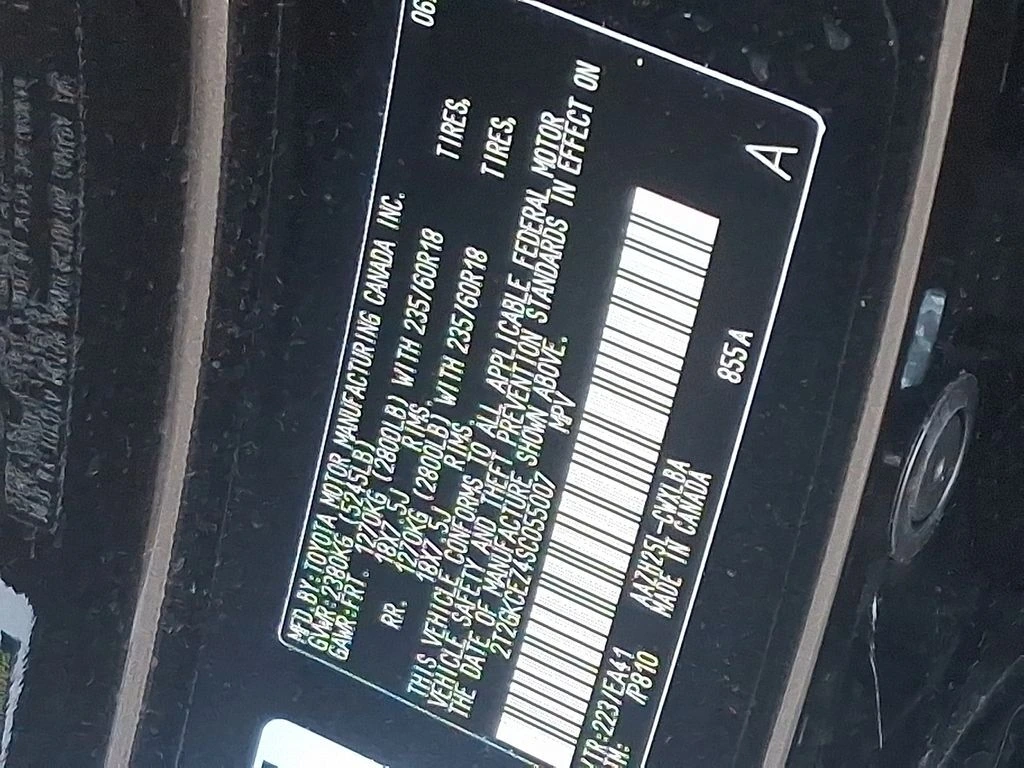 MFD. BY: TOYOTA MOTOR MANUFACTURING CANADA INC.
GVWR: 2380KG (5245LB)
GAWR: FRT. 1270KG (2800LB) WITH 235/60R18 TIRES,
18X7.5J RIMS.
RR. 1270KG (2800LB) WITH 235/60R18 TIRES,
18X7.5J RIMS.
THIS VEHICLE CONFORMS TO ALL APPLICABLE FEDERAL MOTOR
VEHICLE SAFETY AND THEFT PREVENTION STANDARDS IN EFFECT ON
THE DATE OF MANUFACTURE SHOWN ABOVE.
2T2GKCEZ4SC055007 MPV
/TR: 223/EA41 AAZH25L-CWXLBA
/P810 MADE IN CANADA
855A
A